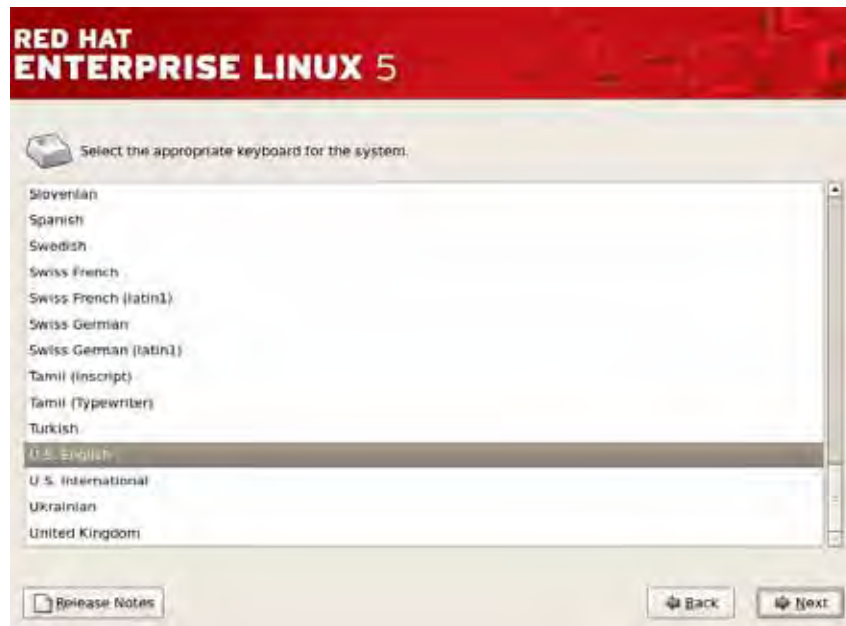 RED HAT
ENTERPRISE LINUX 5
Select the appropriate keyboard for the system.
Slovenian
Spanish
Swedish
Swiss French
Swiss French (latin1)
Swiss German
Swiss German (latin1)
Tamil (Inscript)
Tamil (Typewriter)
Turkish
U.S. English
U.S. International
Ukrainian
United Kingdom
Release Notes
Back
Next